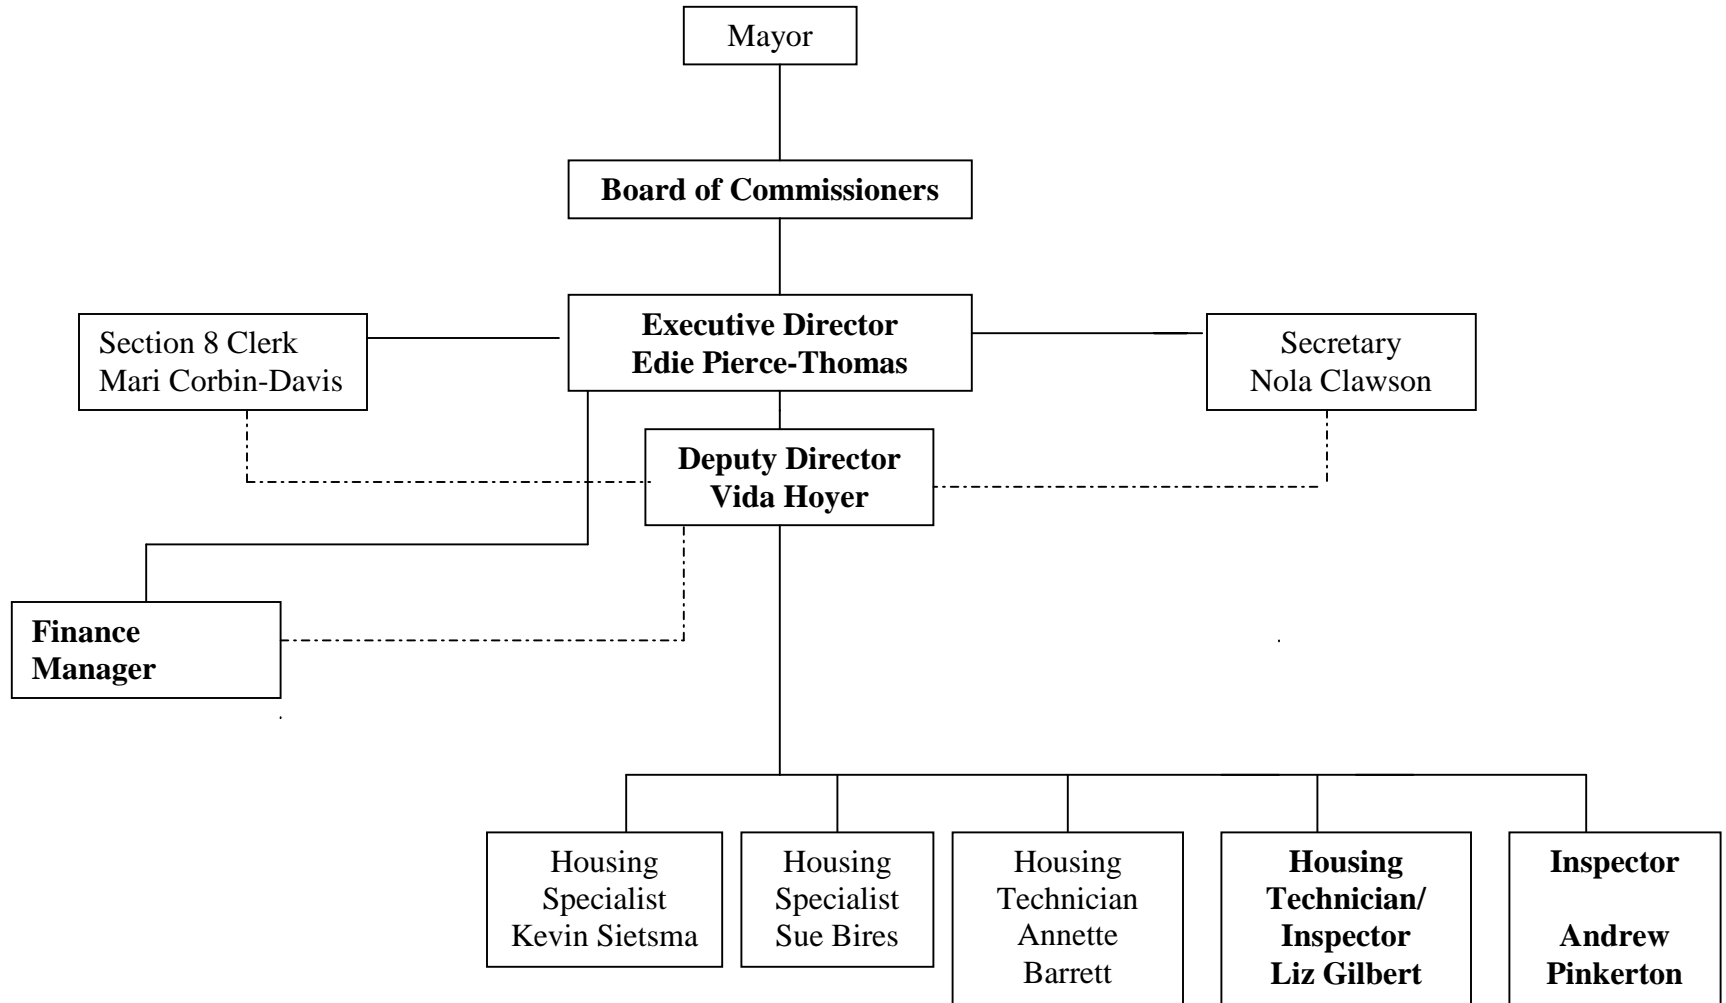 Mayor
Board of Commissioners
Executive Director
Edie Pierce-Thomas
Section 8 Clerk
Mari Corbin-Davis
Secretary
Nola Clawson
Deputy Director
Vida Hoyer
Finance
Manager
Housing
Specialist
Kevin Sietsma
Housing
Specialist
Sue Bires
Housing
Technician
Annette
Barrett
Housing
Technician/
Inspector
Liz Gilbert
Inspector
Andrew
Pinkerton